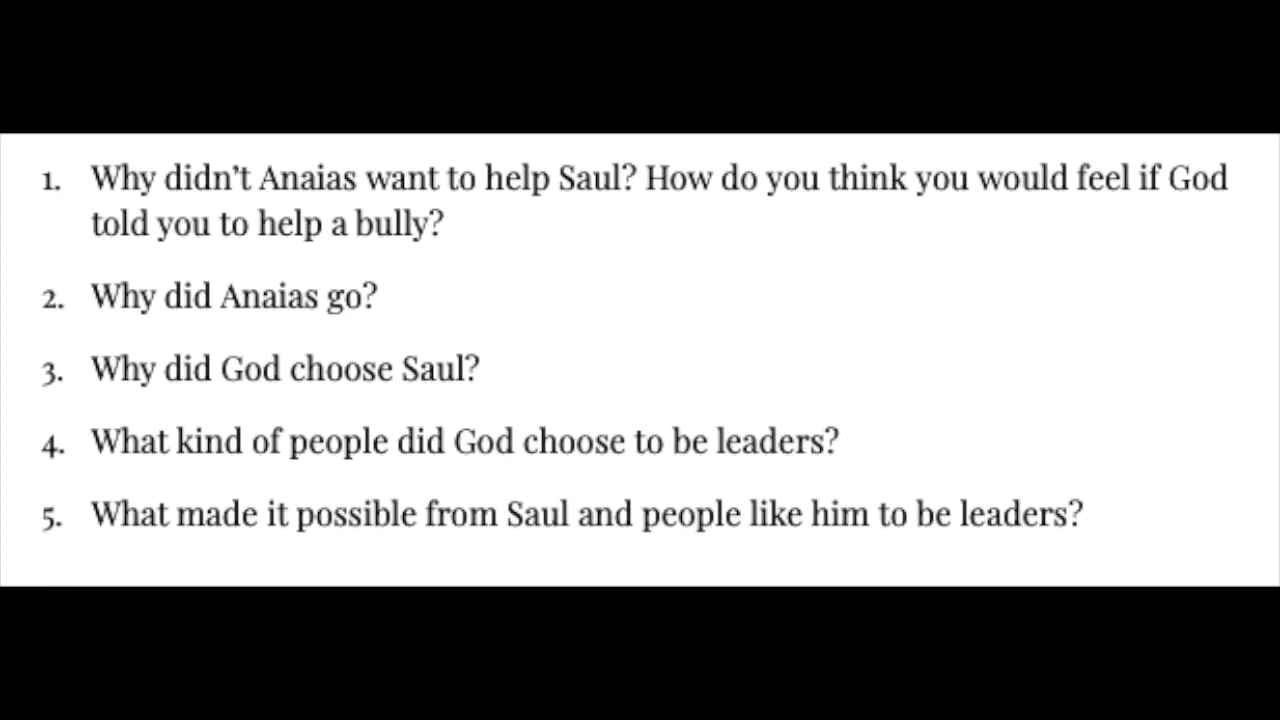 1. Why didn't Anaias want to help Saul? How do you think you would feel if God
told you to help a bully?
2. Why did Anaias go?
3. Why did God choose Saul?
4. What kind of people did God choose to be leaders?
5. What made it possible from Saul and people like him to be leaders?